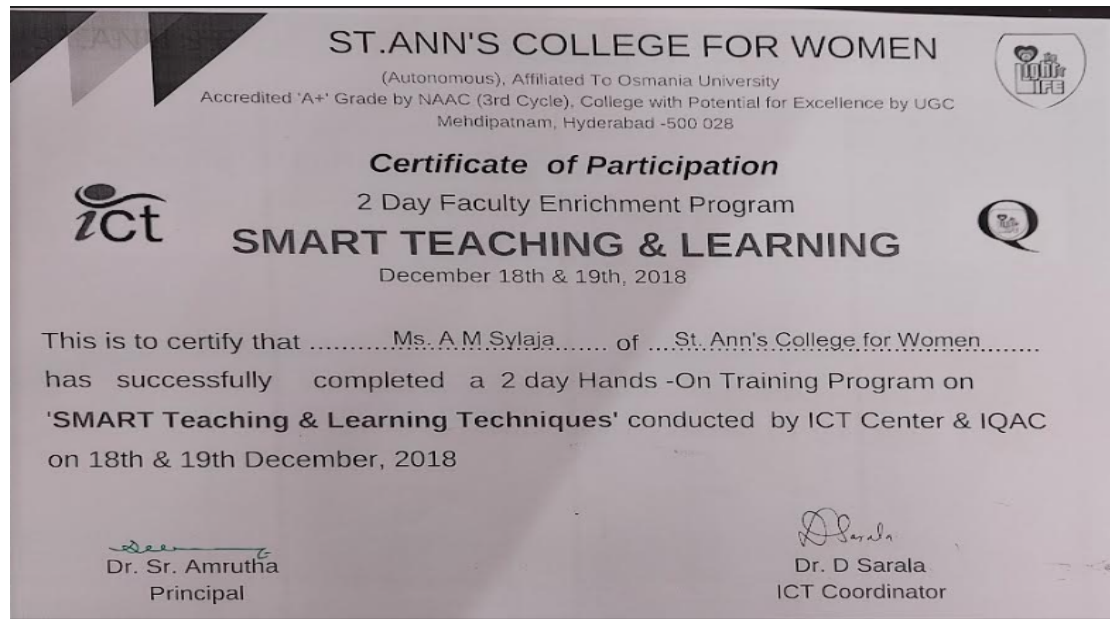 ST.ANN'S COLLEGE FOR WOMEN
(Autonomous), Affiliated To Osmania University
Accredited 'A+' Grade by NAAC (3rd Cycle), College with Potential for Excellence by UGC
Mehdipatnam, Hyderabad -500 028
Light
LIFE
Certificate of Participation
ict
2 Day Faculty Enrichment Program
Q
SMART TEACHING & LEARNING
December 18th & 19th, 2018
This is to certify that ..........Ms. A M Sylaja....... of ...St. Ann's College for Women.......
has successfully completed a 2 day Hands -On Training Program on
'SMART Teaching & Learning Techniques' conducted by ICT Center & IQAC
on 18th & 19th December, 2018
D Sarala
Dr. Sr. Amrutha
Principal
Dr. D Sarala
ICT Coordinator